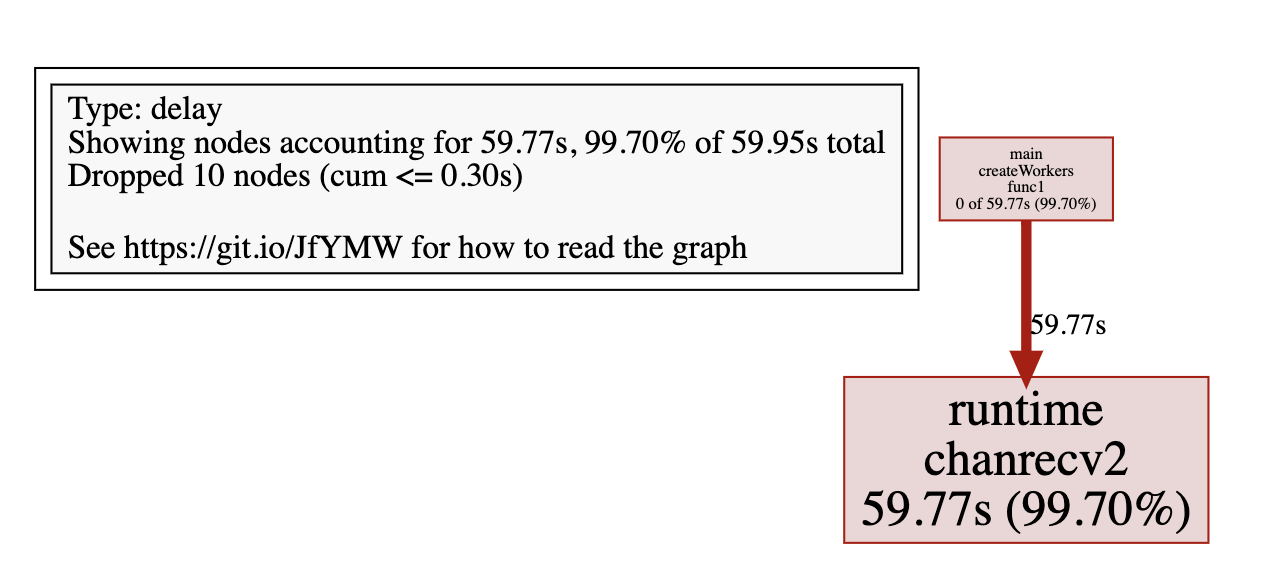 Type: delay
Showing nodes accounting for 59.77s, 99.70% of 59.95s total
Dropped 10 nodes (cum <= 0.30s)
See https://git.io/JfYMW for how to read the graph
main
createWorkers
func1
0 of 59.77s (99.70%)
59.77s
runtime
chanrecv2
59.77s (99.70%)